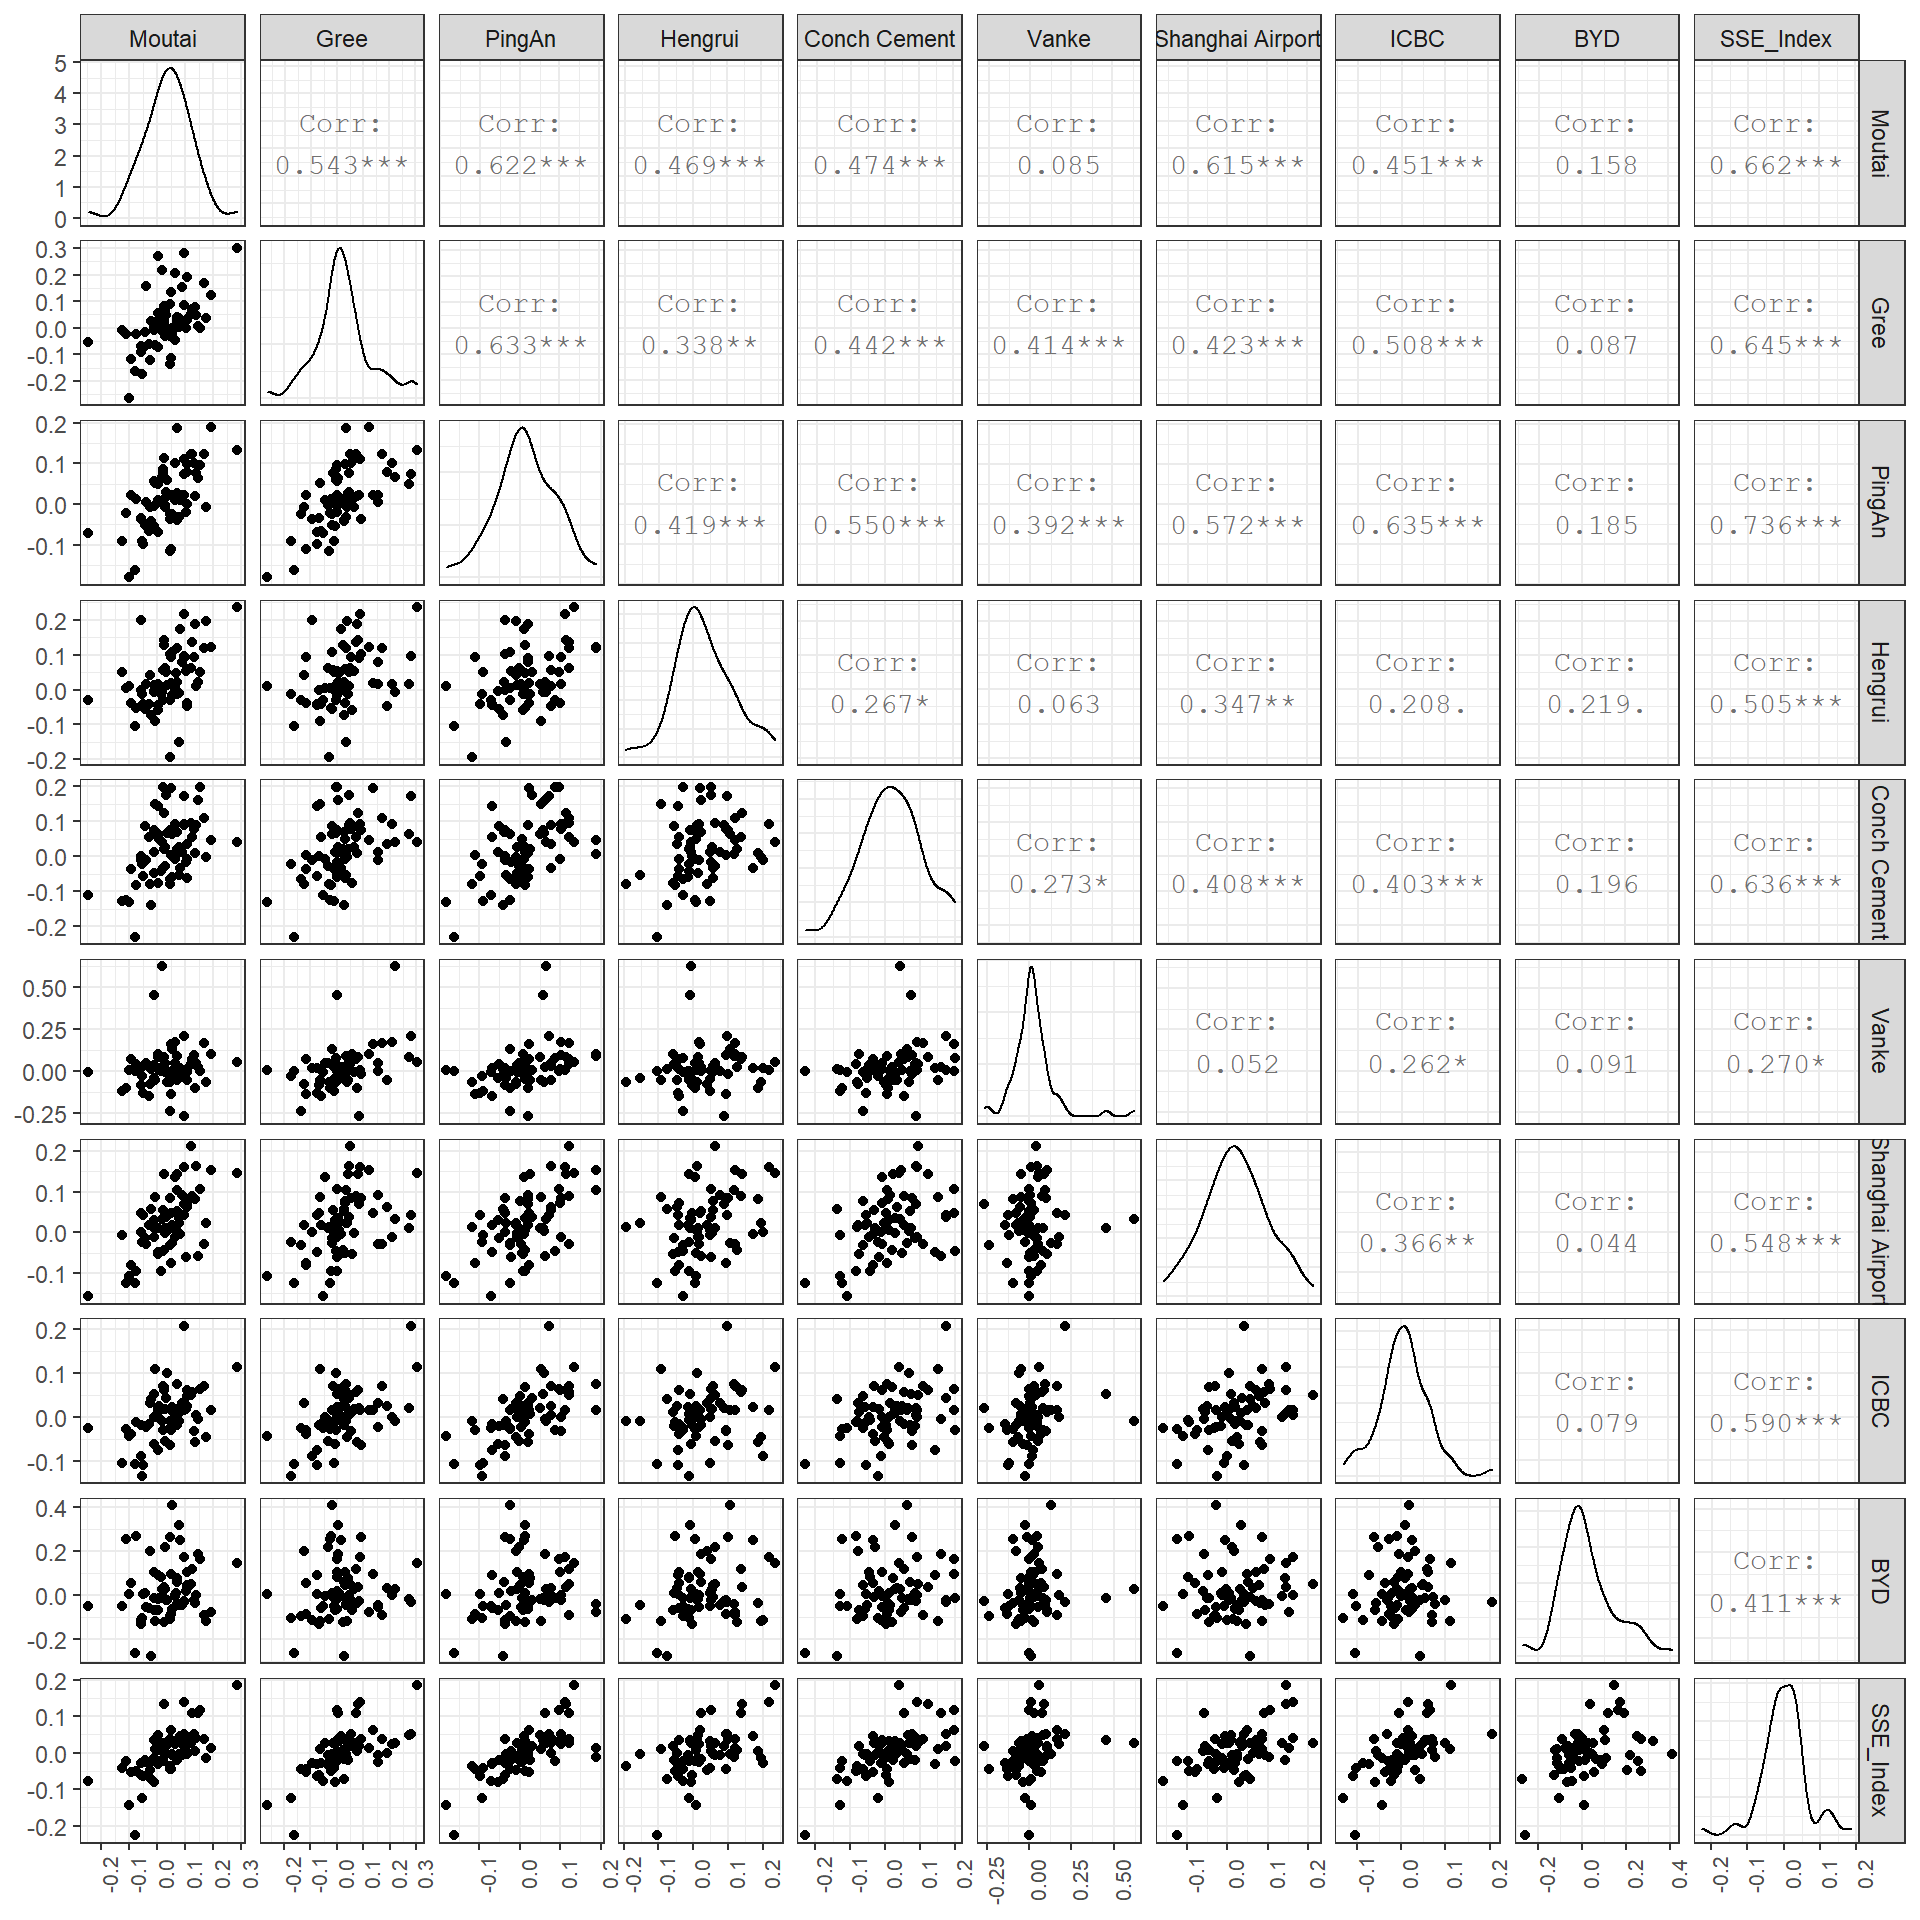 Moutai Gree PingAn Hengrui Conch Cement Vanke Shanghai Airport ICBC BYD SSE_Index
5
4
3
2
1
0
Corr: Corr: Corr: Corr: Corr: Corr: Corr: Corr: Corr:
0.543*** 0.622*** 0.469*** 0.474*** 0.085 0.615*** 0.451*** 0.158 0.662***
Moutai
0.3
0.2
0.1
0.0
-0.1
-0.2
Corr: Corr: Corr: Corr: Corr: Corr: Corr: Corr:
0.633*** 0.338** 0.442*** 0.414*** 0.423*** 0.508*** 0.087 0.645***
Gree
0.2
0.1
0.0
-0.1
Corr: Corr: Corr: Corr: Corr: Corr: Corr:
0.419*** 0.550*** 0.392*** 0.572*** 0.635*** 0.185 0.736***
PingAn
0.2
0.1
0.0
-0.1
-0.2
Corr: Corr: Corr: Corr: Corr: Corr:
0.267* 0.063 0.347** 0.208. 0.219. 0.505***
Hengrui
0.2
0.1
0.0
-0.1
-0.2
Corr: Corr: Corr: Corr: Corr:
0.273* 0.408*** 0.403*** 0.196 0.636***
Conch Cement
0.50
0.25
0.00
-0.25
Corr: Corr: Corr: Corr:
0.052 0.262* 0.091 0.270*
Vanke
0.2
0.1
0.0
-0.1
Corr: Corr: Corr:
0.366** 0.044 0.548***
Shanghai Airport
0.2
0.1
0.0
-0.1
Corr: Corr:
0.079 0.590***
ICBC
0.4
0.2
0.0
-0.2
Corr:
0.411***
BYD
0.2
0.1
0.0
-0.1
-0.2
SSE_Index
-0.2 -0.1 0.0 0.1 0.2 0.3 -0.2 -0.1 0.0 0.1 0.2 0.3 -0.1 0.0 0.1 0.2 -0.2 -0.1 0.0 0.1 0.2 -0.2 -0.1 0.0 0.1 0.2 -0.25 0.00 0.25 0.50 -0.1 0.0 0.1 0.2 -0.1 0.0 0.1 0.2 -0.2 0.0 0.2 0.4 -0.2 -0.1 0.0 0.1 0.2